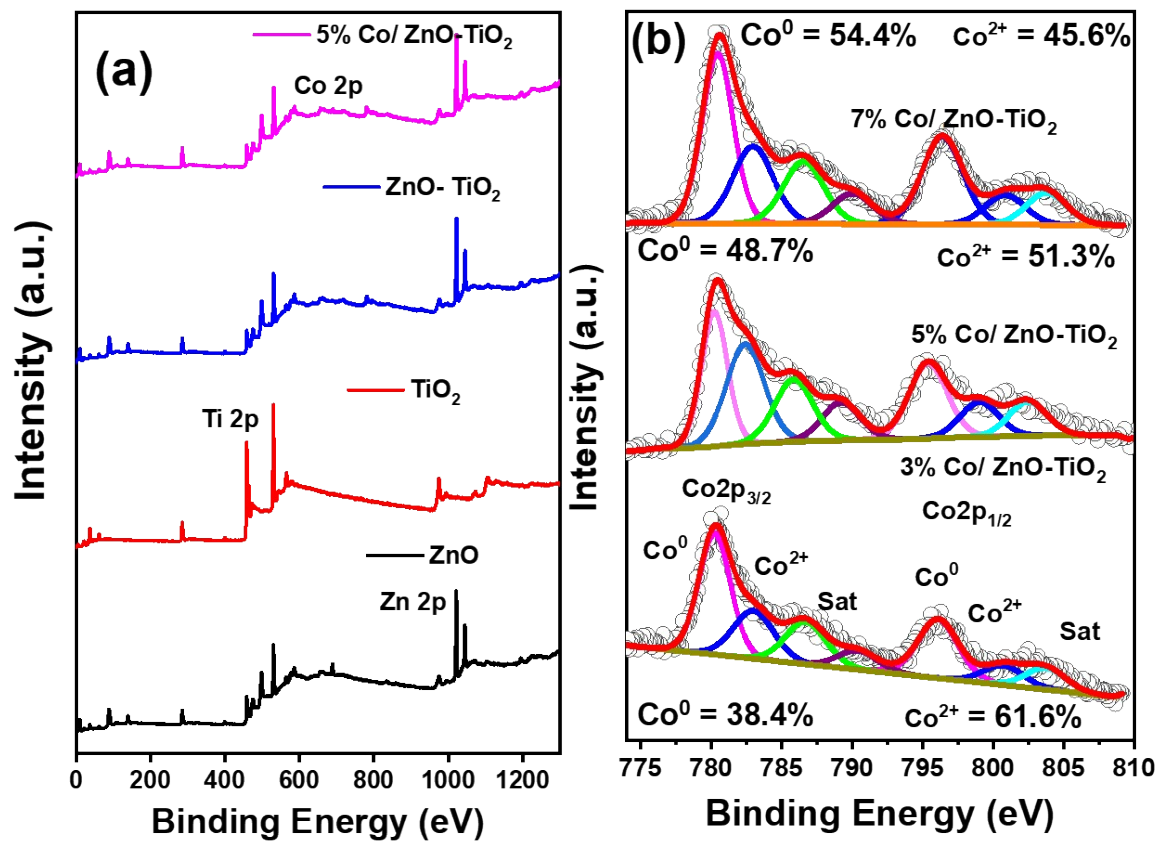 (a)
5% Co/ ZnO-TiO₂
Co 2p
ZnO- TiO₂
TiO₂
Ti 2p
ZnO
Zn 2p
Intensity (a.u.)
0 200 400 600 800 1000 1200
Binding Energy (eV)
(b)
Co⁰ = 54.4% Co²⁺ = 45.6%
7% Co/ ZnO-TiO₂
Co⁰ = 48.7% Co²⁺ = 51.3%
5% Co/ ZnO-TiO₂
3% Co/ ZnO-TiO₂
Co2p₃/₂
Co2p₁/₂
Co⁰
Co²⁺
Sat
Co⁰
Co²⁺
Sat
Co⁰ = 38.4% Co²⁺ = 61.6%
Intensity (a.u.)
775 780 785 790 795 800 805 810
Binding Energy (eV)